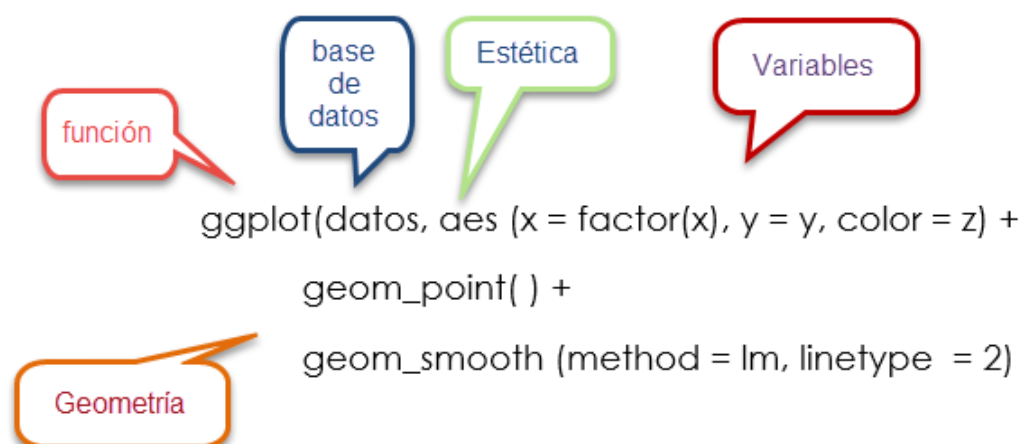 base
de
datos
Estética
Variables
función
ggplot(datos, aes (x = factor(x), y = y, color = z) +
geom_point( ) +
geom_smooth (method = lm, linetype  = 2)
Geometría